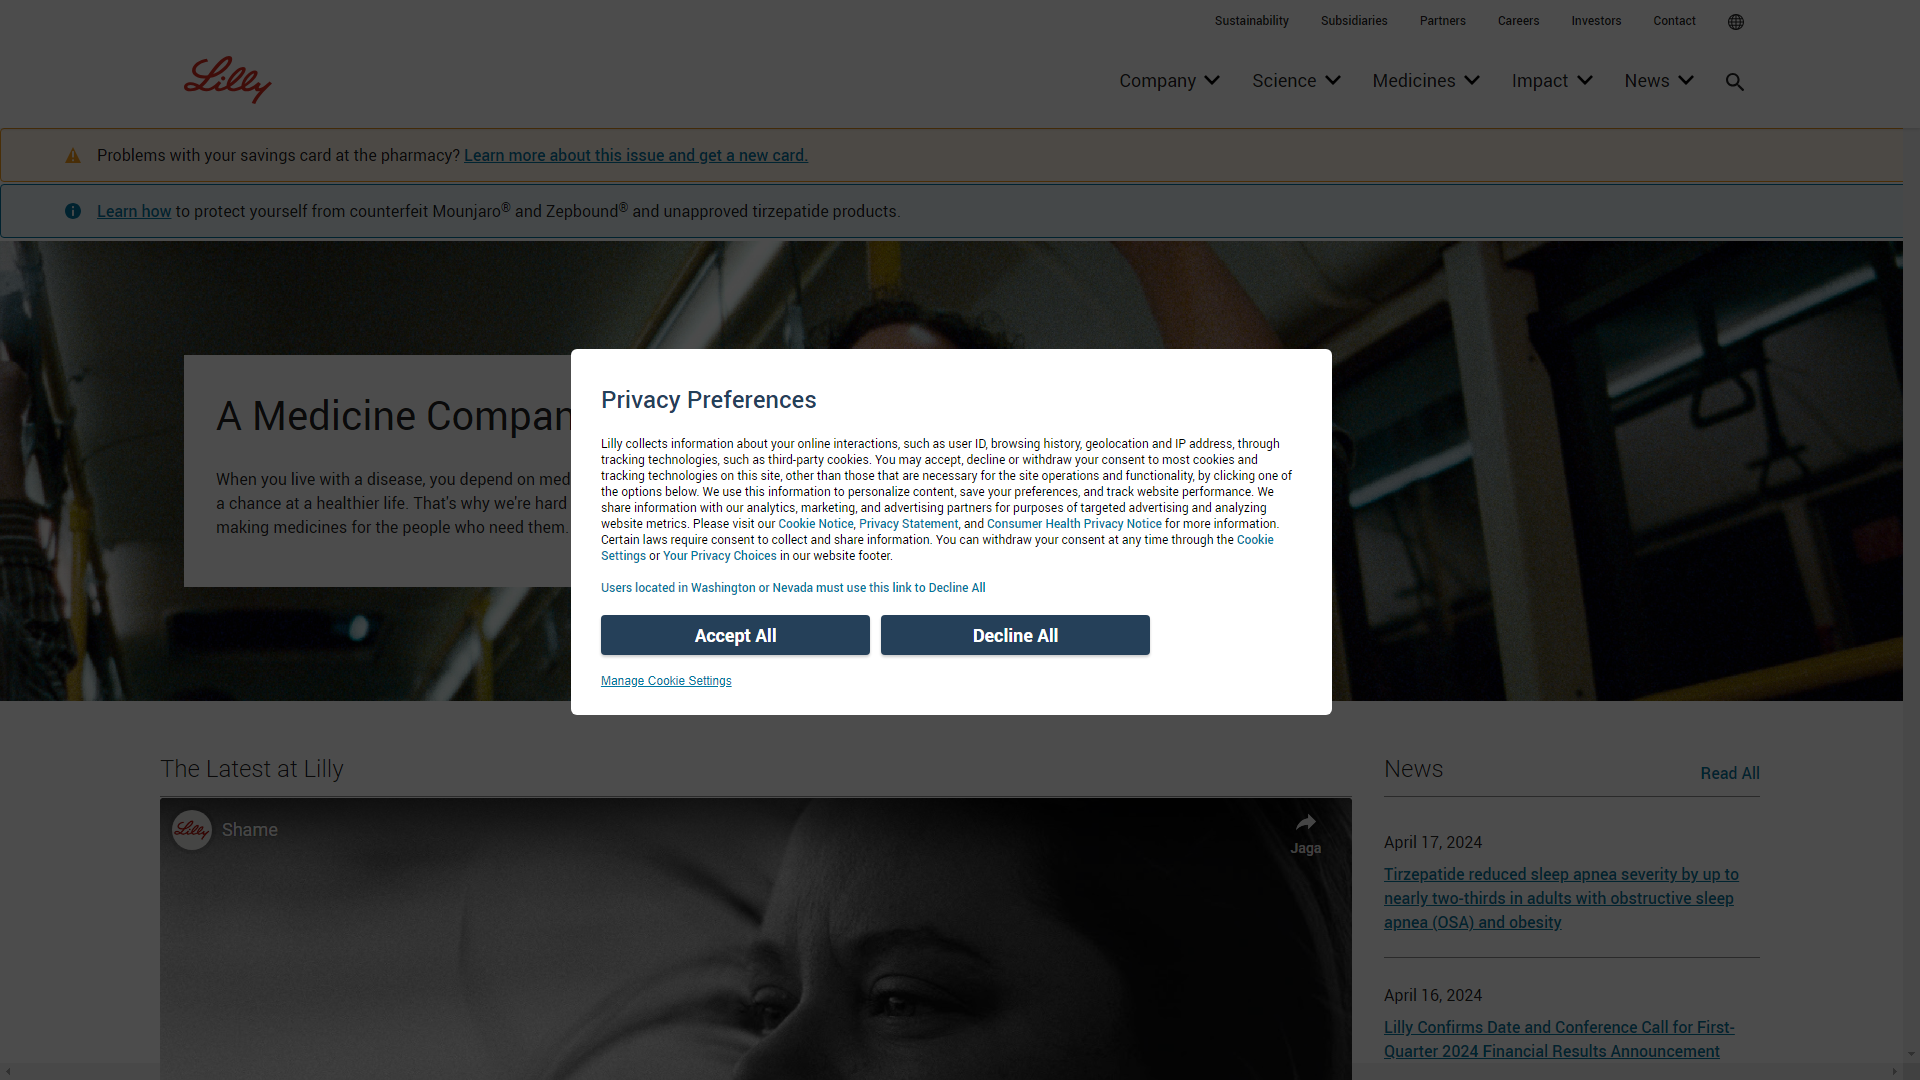 Sustainability Subsidiaries Partners Careers Investors Contact
Lilly
Company Science Medicines Impact News
Problems with your savings card at the pharmacy? Learn more about this issue and get a new card.
Learn how to protect yourself from counterfeit Mounjaro® and Zepbound® and unapproved tirzepatide products.
A Medicine Compan
When you live with a disease, you depend on med
a chance at a healthier life. That's why we're hard
making medicines for the people who need them.
Privacy Preferences
Lilly collects information about your online interactions, such as user ID, browsing history, geolocation and IP address, through
tracking technologies, such as third-party cookies. You may accept, decline or withdraw your consent to most cookies and
tracking technologies on this site, other than those that are necessary for the site operations and functionality, by clicking one of
the options below. We use this information to personalize content, save your preferences, and track website performance. We
share information with our analytics, marketing, and advertising partners for purposes of targeted advertising and analyzing
website metrics. Please visit our Cookie Notice, Privacy Statement, and Consumer Health Privacy Notice for more information.
Certain laws require consent to collect and share information. You can withdraw your consent at any time through the Cookie
Settings or Your Privacy Choices in our website footer.
Users located in Washington or Nevada must use this link to Decline All
Accept All Decline All
Manage Cookie Settings
The Latest at Lilly
Lilly Shame
Jaga
News Read All
April 17, 2024
Tirzepatide reduced sleep apnea severity by up to
nearly two-thirds in adults with obstructive sleep
apnea (OSA) and obesity
April 16, 2024
Lilly Confirms Date and Conference Call for First-
Quarter 2024 Financial Results Announcement